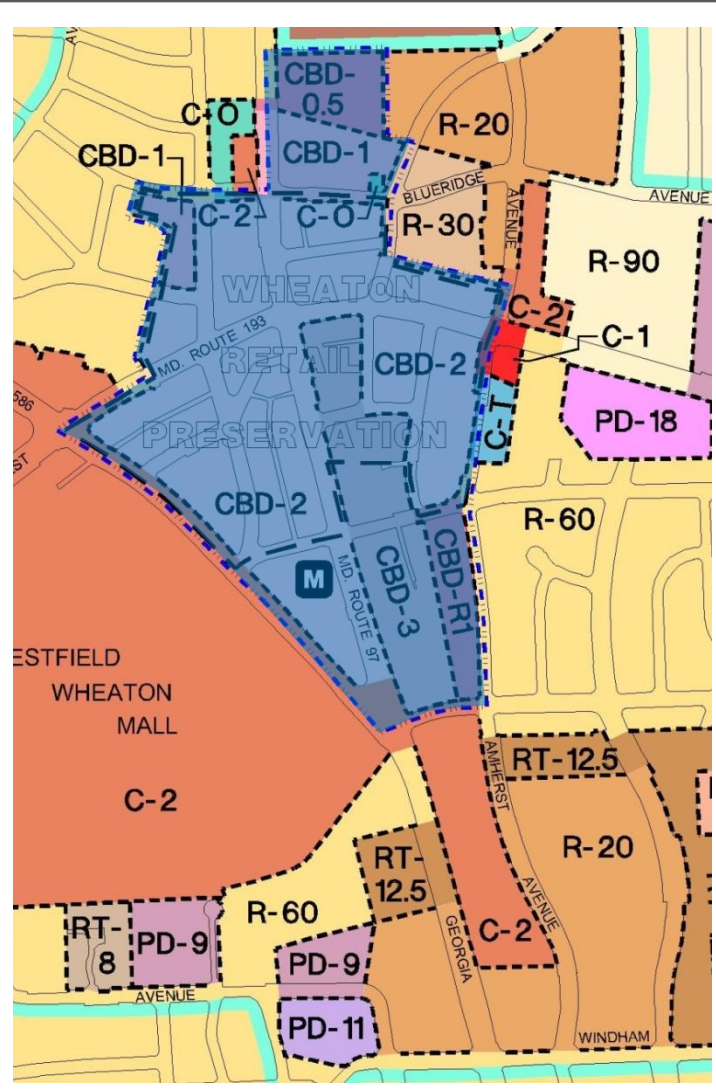 AV
CBD-
0.5
C-O
R-20
CBD-1
CBD-1
BLUERIDGE
AVENUE
AVENUE
C-2
C-O
R-30
R-90
WHEATON
C-2
MD. ROUTE 193
C-1
RETAIL
CBD-2
586
C-T
PD-18
PRESERVATION
ST
CBD-2
R-60
M
MD. ROUTE 97
CBD-3
CBD-R1
ESTFIELD
WHEATON
MALL
C-2
AMHERST
AVENUE
RT-12.5
R-20
RT-
12.5
R-60
RT-
8
PD-9
C-2
GEORGIA
PD-9
AVENUE
PD-11
WINDHAM